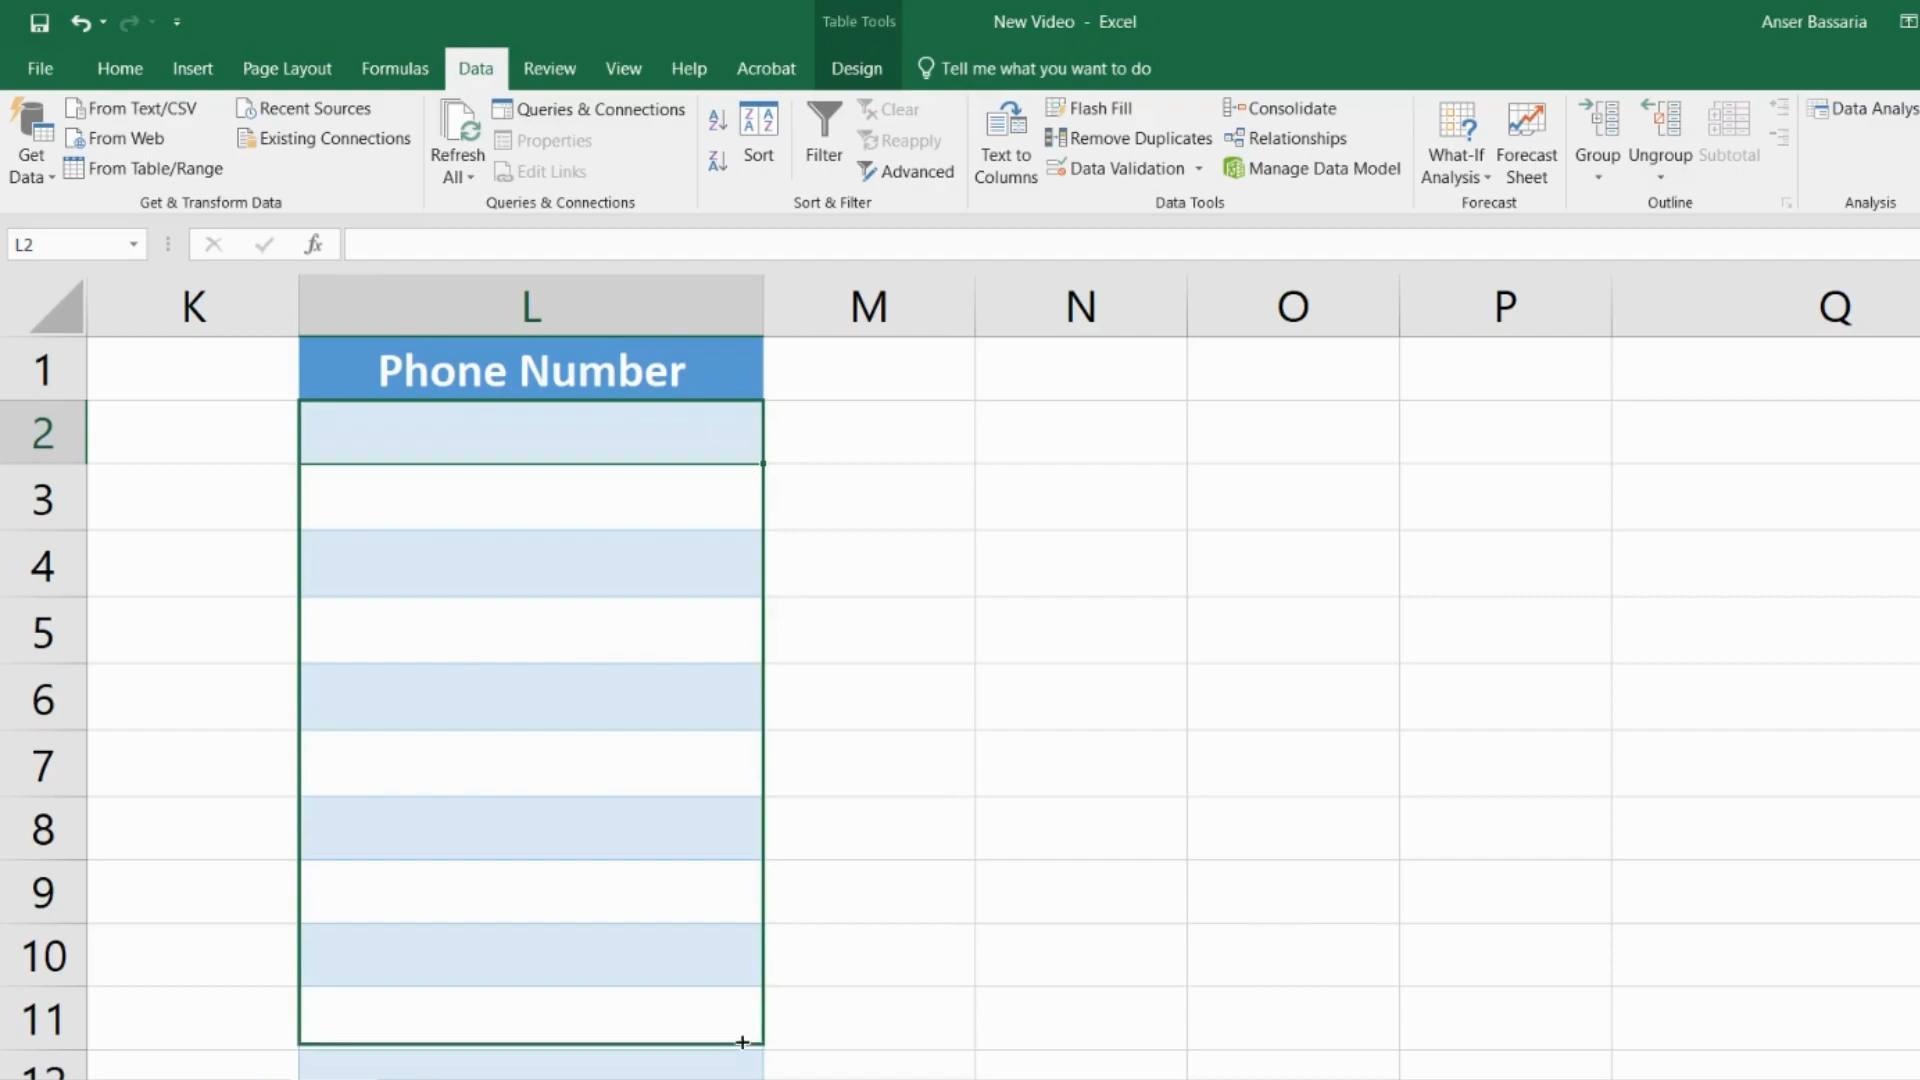 Table Tools
New Video - Excel
Anser Bassaria
File Home Insert Page Layout Formulas Data Review View Help Acrobat Design Tell me what you want to do
Get Data
From Text/CSV
From Web
From Table/Range
Recent Sources
Existing Connections
Get & Transform Data
Refresh All
Queries & Connections
Properties
Edit Links
Queries & Connections
Sort
Filter
Clear
Reapply
Advanced
Sort & Filter
Text to Columns
Flash Fill
Remove Duplicates
Data Validation
Consolidate
Relationships
Manage Data Model
Data Tools
What-If Analysis
Forecast Sheet
Forecast
Group
Ungroup
Subtotal
Outline
Data Analys
Analysis
L2
fx
K L M N O P Q
1 Phone Number
2
3
4
5
6
7
8
9
10
11
12